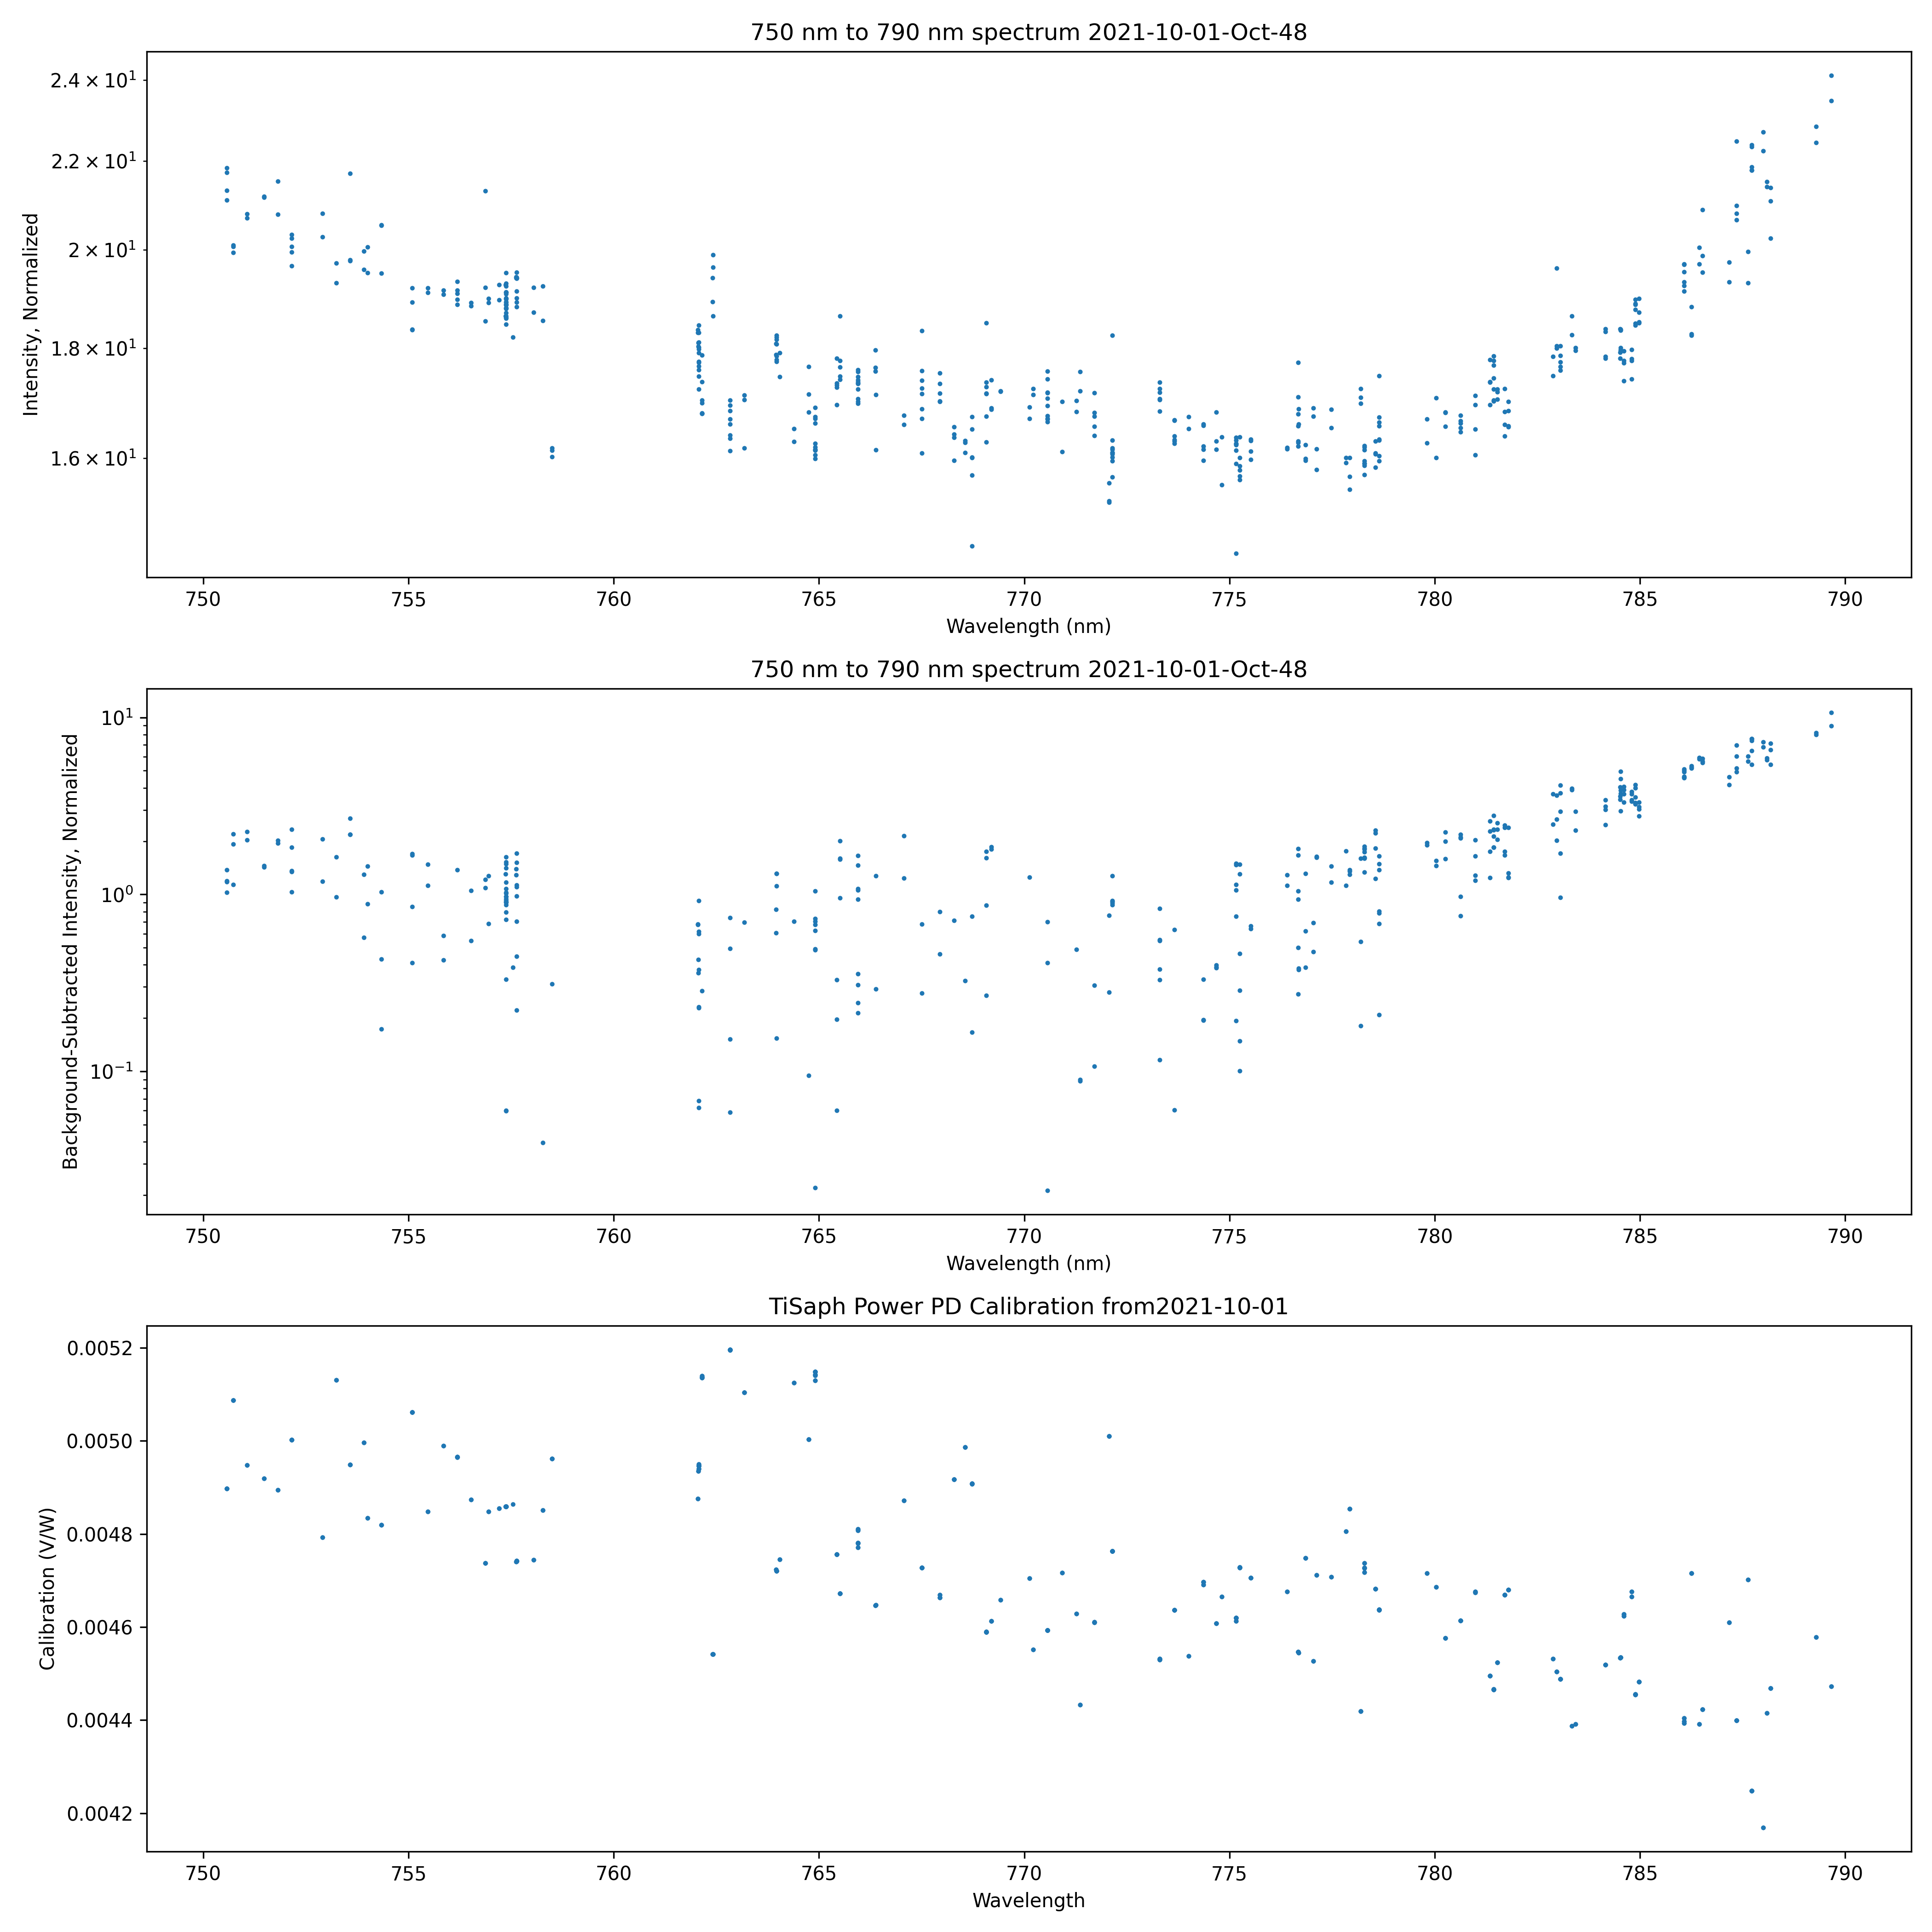 750 nm to 790 nm spectrum 2021-10-01-Oct-48
Intensity, Normalized
2.4 × 10¹
2.2 × 10¹
2 × 10¹
1.8 × 10¹
1.6 × 10¹
750 755 760 765 770 775 780 785 790
Wavelength (nm)
750 nm to 790 nm spectrum 2021-10-01-Oct-48
Background-Subtracted Intensity, Normalized
10¹
10⁰
10⁻¹
750 755 760 765 770 775 780 785 790
Wavelength (nm)
TiSaph Power PD Calibration from2021-10-01
Calibration (V/W)
0.0052
0.0050
0.0048
0.0046
0.0044
0.0042
750 755 760 765 770 775 780 785 790
Wavelength